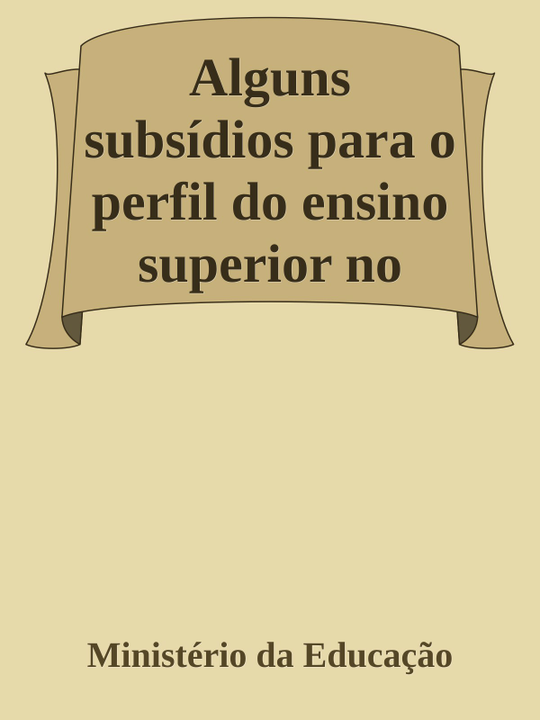 Alguns
subsídios para o
perfil do ensino
superior no
Ministério da Educação